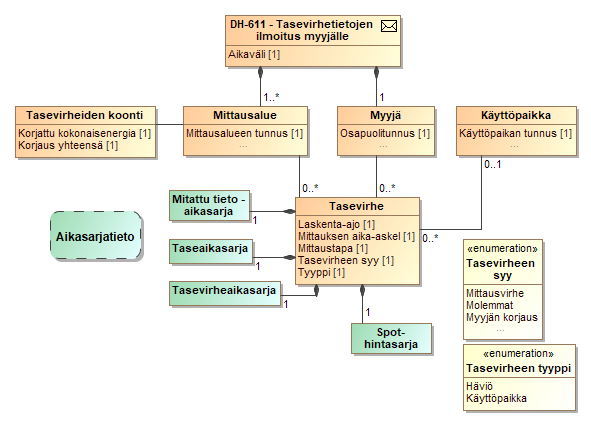 DH-611 - Tasevirhetietojen
ilmoitus myyjälle
Aikaväli [1]
1..*
1
Tasevirheiden koonti
Korjattu kokonaisenergia [1]
Korjaus yhteensä [1]
Mittausalue
Mittausalueen tunnus [1]
...
Myyjä
Osapuolitunnus [1]
...
Käyttöpaikka
Käyttöpaikan tunnus [1]
...
0..*
0..*
0..1
Mitattu tieto -
aikasarja
1
Tasevirhe
Laskenta-ajo [1]
Mittauksen aika-askel [1]
Mittaustapa [1]
Tasevirheen syy [1]
Tyyppi [1]
0..*
Aikasarjatieto
Taseaikasarja
1
Tasevirheaikasarja
1
1
Spot-
hintasarja
«enumeration»
Tasevirheen
syy
Mittausvirhe
Molemmat
Myyjän korjaus
...
«enumeration»
Tasevirheen tyyppi
Häviö
Käyttöpaikka